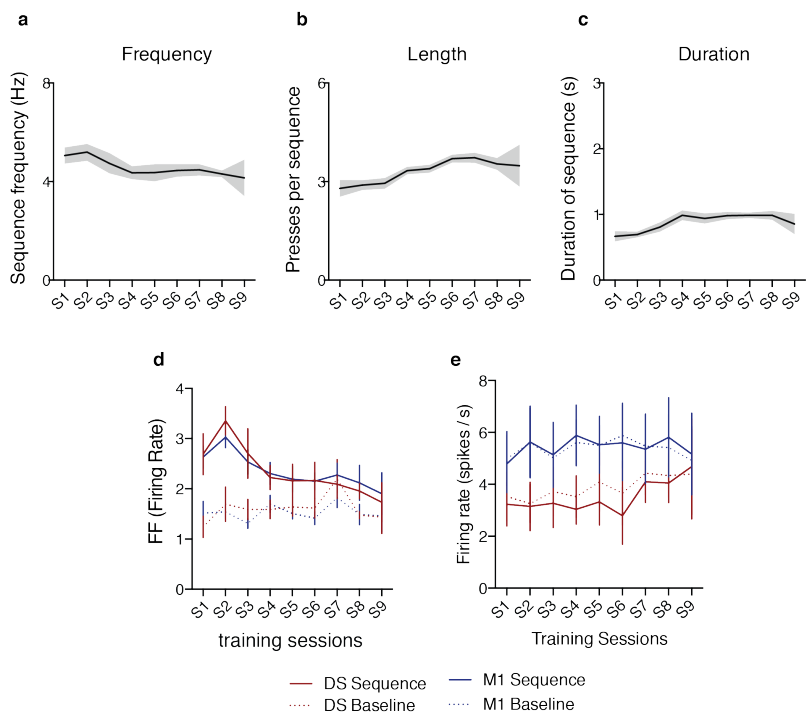 a
b
c
Frequency
Length
Duration
Sequence frequency (Hz)
8
4
0
S1 S2 S3 S4 S5 S6 S7 S8 S9
Presses per sequence
6
3
0
S1 S2 S3 S4 S5 S6 S7 S8 S9
Duration of sequence (s)
3
2
1
0
S1 S2 S3 S4 S5 S6 S7 S8 S9
d
FF (Firing Rate)
4
3
2
1
0
S1 S2 S3 S4 S5 S6 S7 S8 S9
training sessions
e
Firing rate (spikes / s)
8
6
4
2
0
S1 S2 S3 S4 S5 S6 S7 S8 S9
Training Sessions
DS Sequence
M1 Sequence
DS Baseline
M1 Baseline